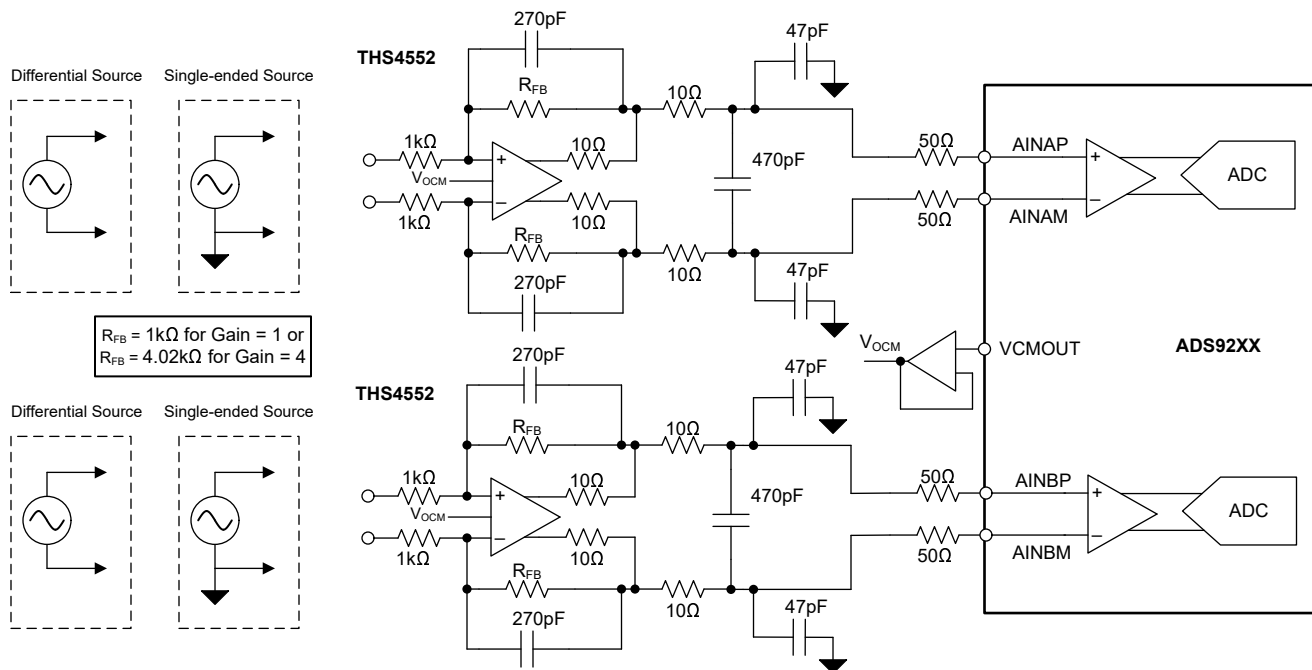 270pF
47pF
THS4552
Differential Source
Single-ended Source
RFB
10Ω
1kΩ
+
10Ω
50Ω
AINAP
+
VOCM
470pF
ADC
−
10Ω
50Ω
AINAM
−
1kΩ
RFB
10Ω
47pF
270pF
RFB = 1kΩ for Gain = 1 or
RFB = 4.02kΩ for Gain = 4
VOCM
VCMOUT
ADS92XX
270pF
47pF
THS4552
Differential Source
Single-ended Source
RFB
10Ω
1kΩ
+
10Ω
50Ω
AINBP
+
VOCM
470pF
ADC
−
10Ω
50Ω
AINBM
−
1kΩ
RFB
10Ω
47pF
270pF